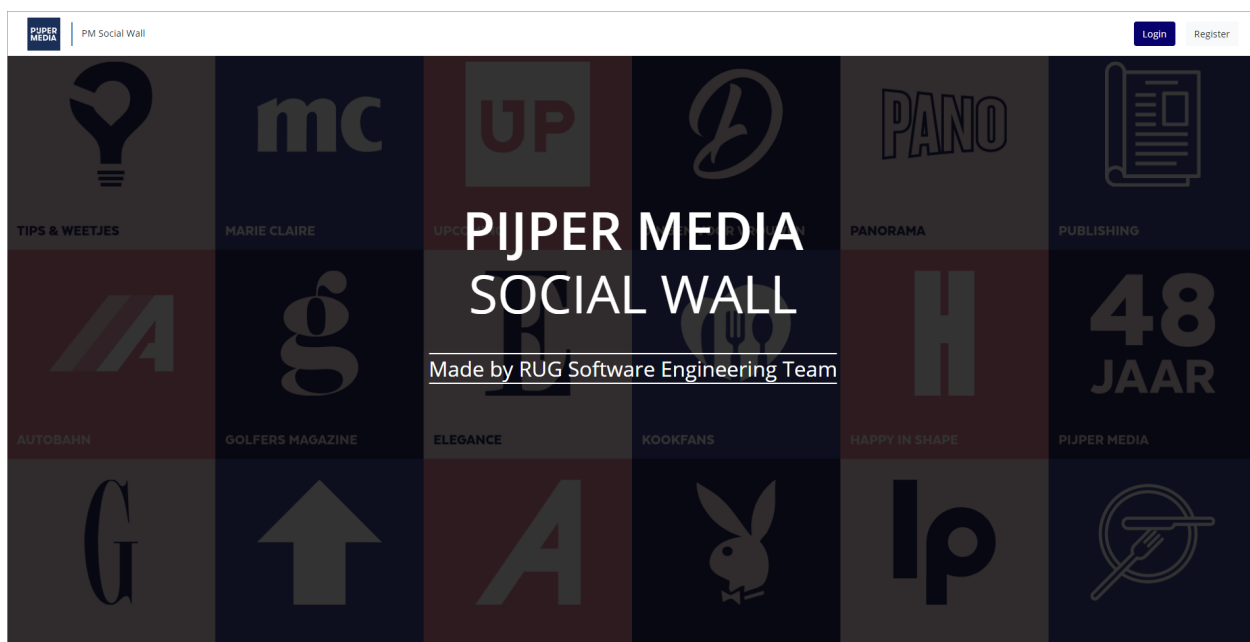 PIJPER
MEDIA
PM Social Wall
Login
Register
mc
UP
D
PANO
TIPS & WEETJES
MARIE CLAIRE
PANORAMA
PUBLISHING
PIJPER MEDIA
SOCIAL WALL
Made by RUG Software Engineering Team
A
g
E
H
48
JAAR
AUTOBAHN
GOLFERS MAGAZINE
ELEGANCE
KOOKFANS
HAPPY IN SHAPE
PIJPER MEDIA
G
A
lp